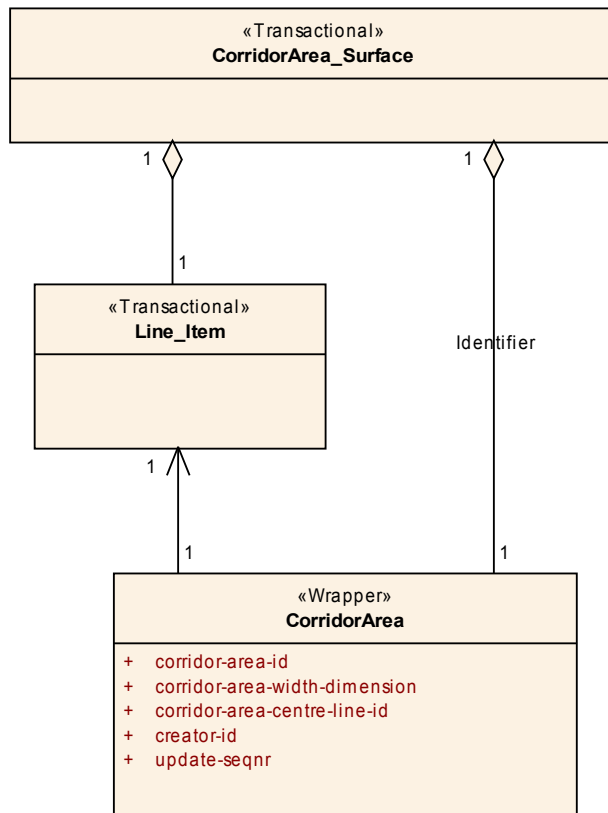 «Transactional»
CorridorArea_Surface
1
1
1
«Transactional»
Line_Item
Identifier
1
1
1
«Wrapper»
CorridorArea
+ corridor-area-id
+ corridor-area-width-dimension
+ corridor-area-centre-line-id
+ creator-id
+ update-seqnr